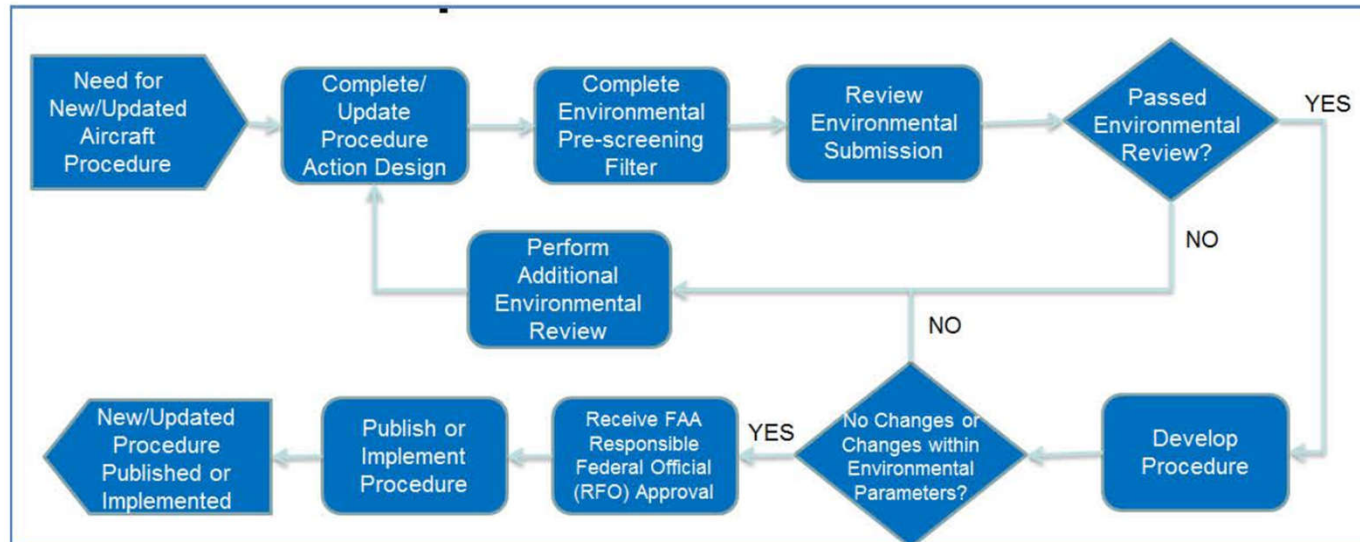 Need for
New/Updated
Aircraft
Procedure
Complete/
Update
Procedure
Action Design
Complete
Environmental
Pre-screening
Filter
Review
Environmental
Submission
Passed
Environmental
Review?
YES
NO
Perform
Additional
Environmental
Review
NO
New/Updated
Procedure
Published or
Implemented
Publish or
Implement
Procedure
Receive FAA
Responsible
Federal Official
(RFO) Approval
YES
No Changes or
Changes within
Environmental
Parameters?
Develop
Procedure